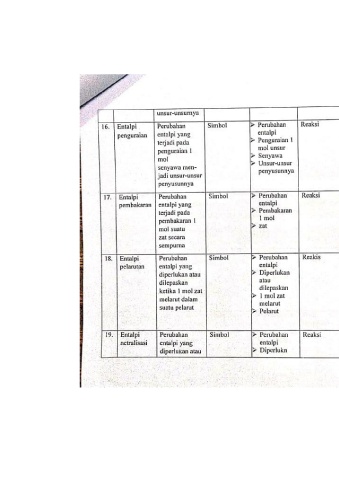 unsur-unsurnya
16. Entalpi penguraian
Perubahan
entalpi yang
terjadi pada
penguraian 1
mol
senyawa men-
jadi unsur-unsur
penyusunnya
Simbol
➤ Perubahan
entalpi
➤ Penguraian 1
mol unsur
➤ Senyawa
➤ Unsur-unsur
penyusunnya
Reaksi
17. Entalpi
pembakaran
Perubahan
entalpi yang
terjadi pada
pembakaran 1
mol suatu
zat secara
sempurna
Simbol
➤ Perubahan
entalpi
➤ Pembakaran
1 mol
➤ zat
Reaksi
18. Entalpi
pelarutan
Perubahan
entalpi yang
diperlukan atau
dilepaskan
ketika 1 mol zat
melarut dalam
suatu pelarut
Simbol
➤ Perubahan
entalpi
➤ Diperlukan
atau
dilepaskan
➤ 1 mol zat
melarut
➤ Pelarut
Reaksi
19. Entalpi
netralisasi
Perubahan
entalpi yang
diperlukan atau
Simbol
➤ Perubahan
entalpi
➤ Diperlukn
Reaksi